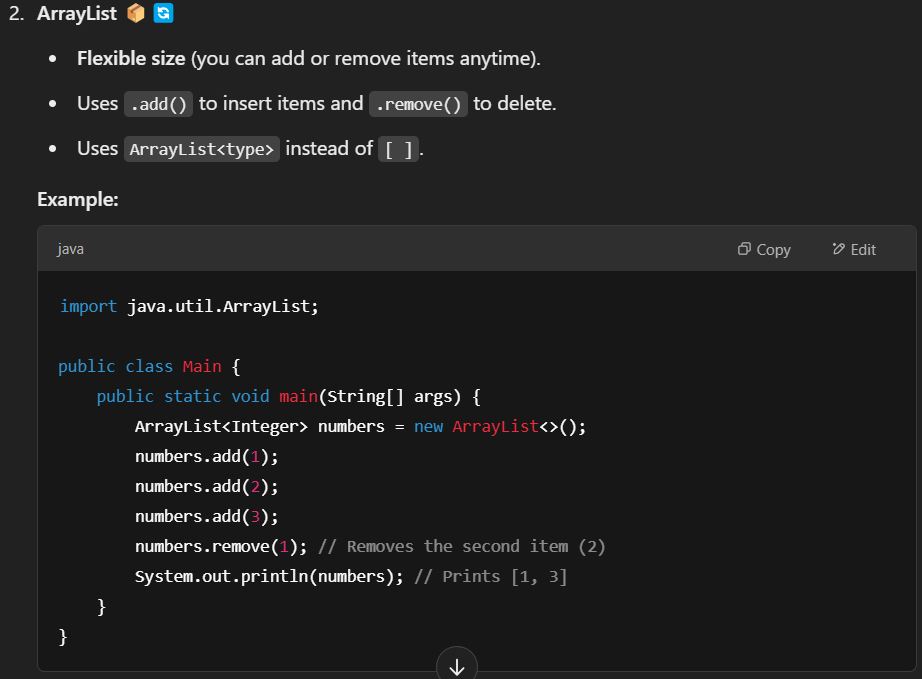 2. ArrayList 📦 🔄
• Flexible size (you can add or remove items anytime).
• Uses .add() to insert items and .remove() to delete.
• Uses ArrayList<type> instead of [ ].
Example:
java Copy Edit
import java.util.ArrayList;
public class Main {
    public static void main(String[] args) {
        ArrayList<Integer> numbers = new ArrayList<>();
        numbers.add(1);
        numbers.add(2);
        numbers.add(3);
        numbers.remove(1); // Removes the second item (2)
        System.out.println(numbers); // Prints [1, 3]
    }
}